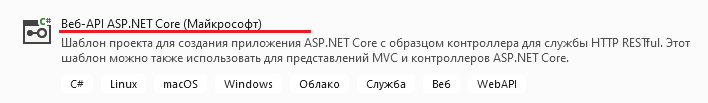 Веб-API ASP.NET Core (Майкрософт)
Шаблон проекта для создания приложения ASP.NET Core с образцом контроллера для службы HTTP RESTful. Этот
шаблон можно также использовать для представлений MVC и контроллеров ASP.NET Core.
C# Linux macOS Windows Облако Служба Веб WebAPI